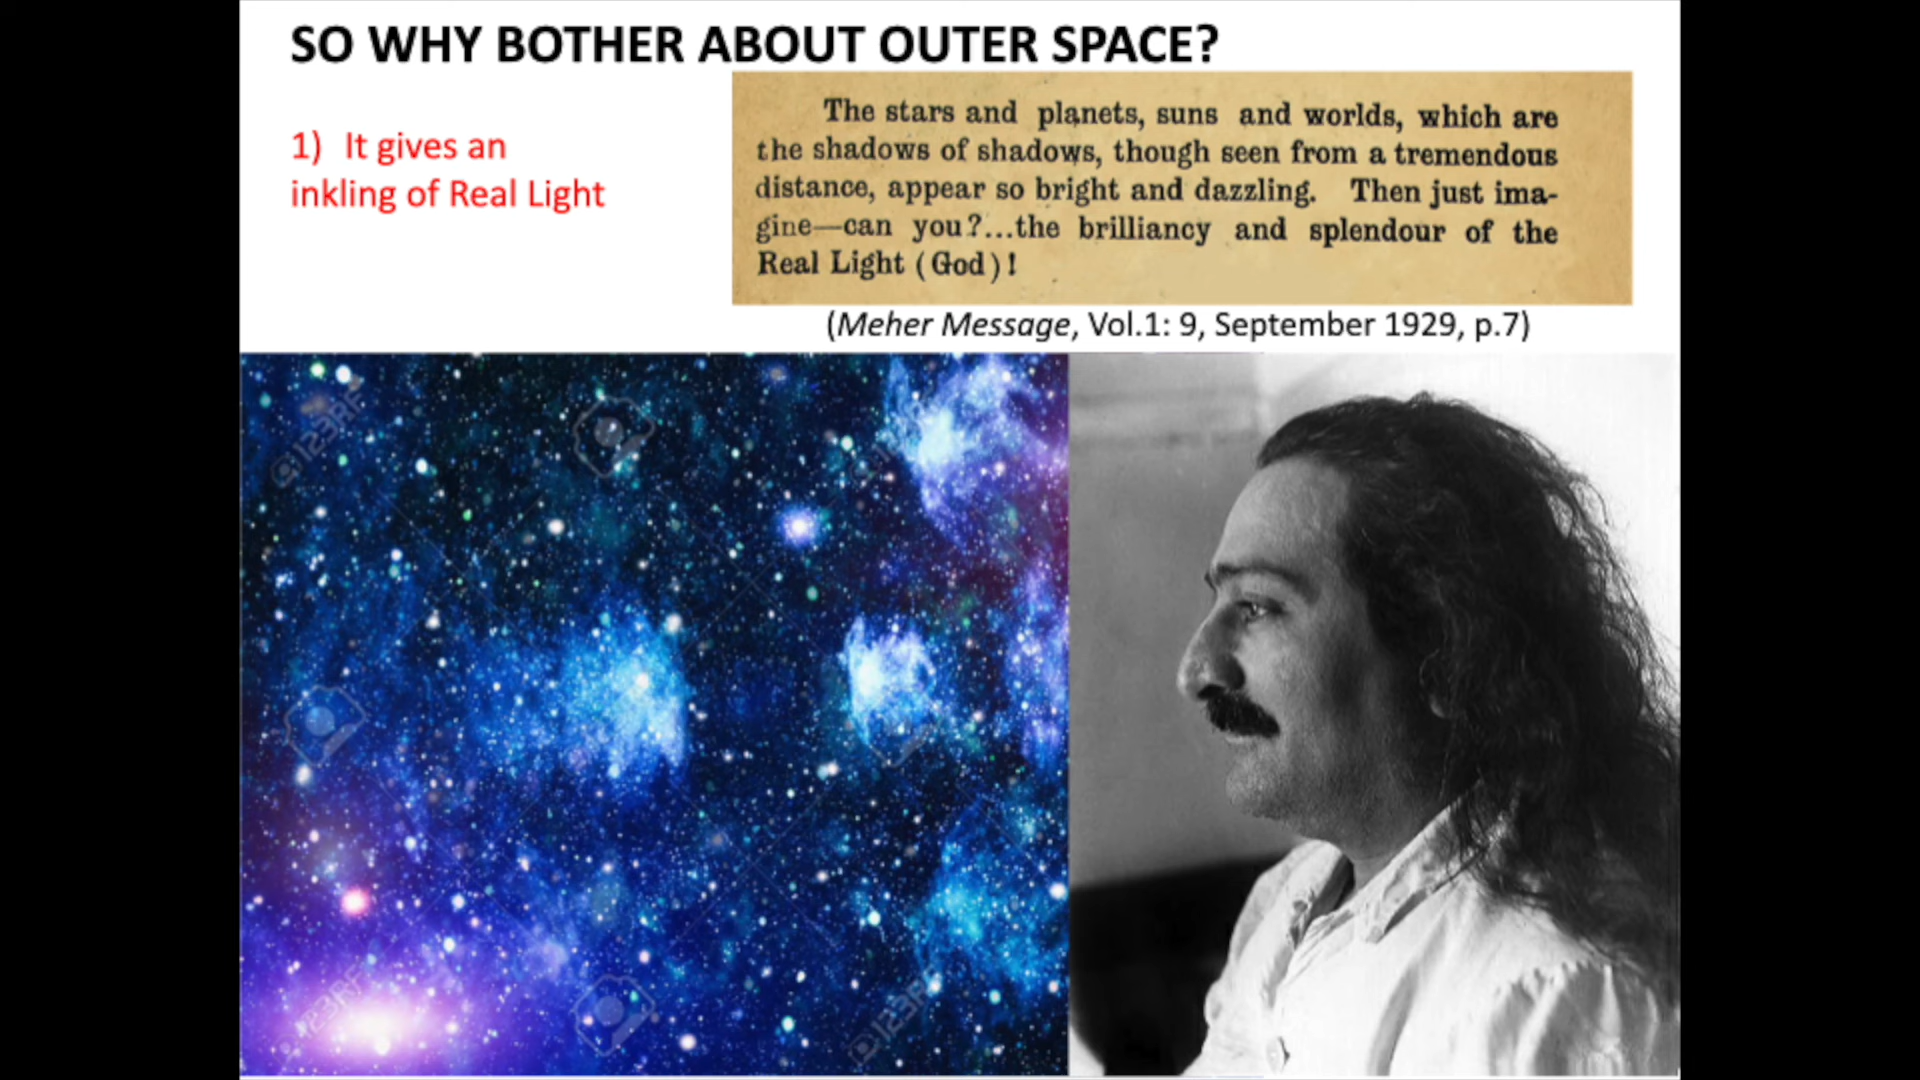 SO WHY BOTHER ABOUT OUTER SPACE?
1) It gives an
inkling of Real Light
The stars and planets, suns and worlds, which are
the shadows of shadows, though seen from a tremendous
distance, appear so bright and dazzling. Then just ima-
gine—can you?...the brilliancy and splendour of the
Real Light (God)!
(Meher Message, Vol.1: 9, September 1929, p.7)
123RF
123RF
123RF